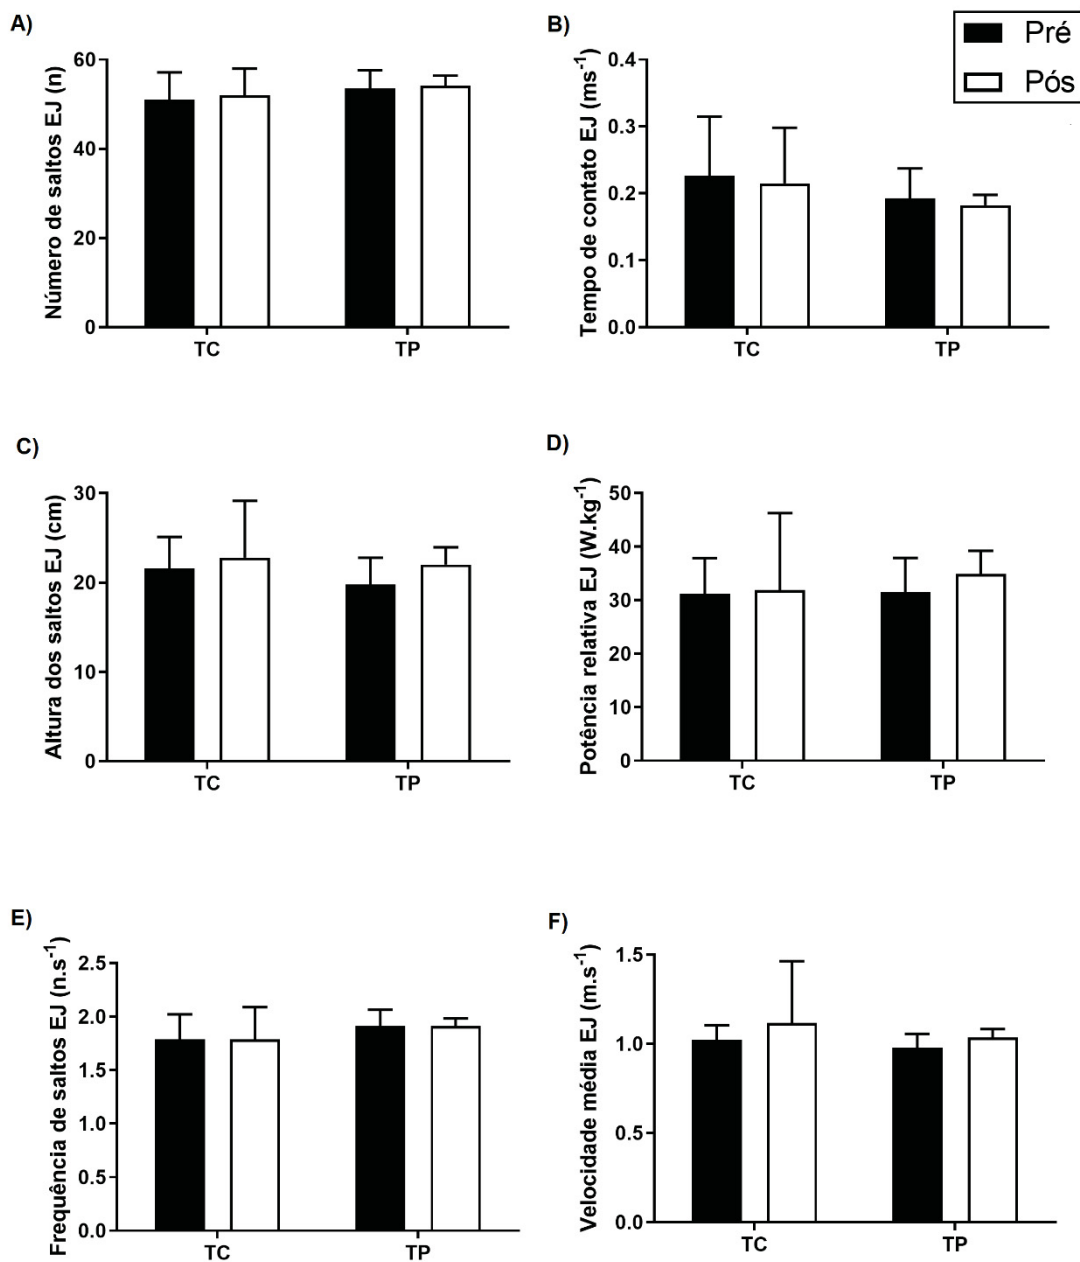 A)
Número de saltos EJ (n)
60
40
20
0
TC TP
B)
Tempo de contato EJ (ms⁻¹)
0.4
0.3
0.2
0.1
0.0
TC TP
Pré
Pós
C)
Altura dos saltos EJ (cm)
30
20
10
0
TC TP
D)
Potência relativa EJ (W.kg⁻¹)
50
40
30
20
10
0
TC TP
E)
Frequência de saltos EJ (n.s⁻¹)
2.5
2.0
1.5
1.0
0.5
0.0
TC TP
F)
Velocidade média EJ (m.s⁻¹)
1.5
1.0
0.5
0.0
TC TP